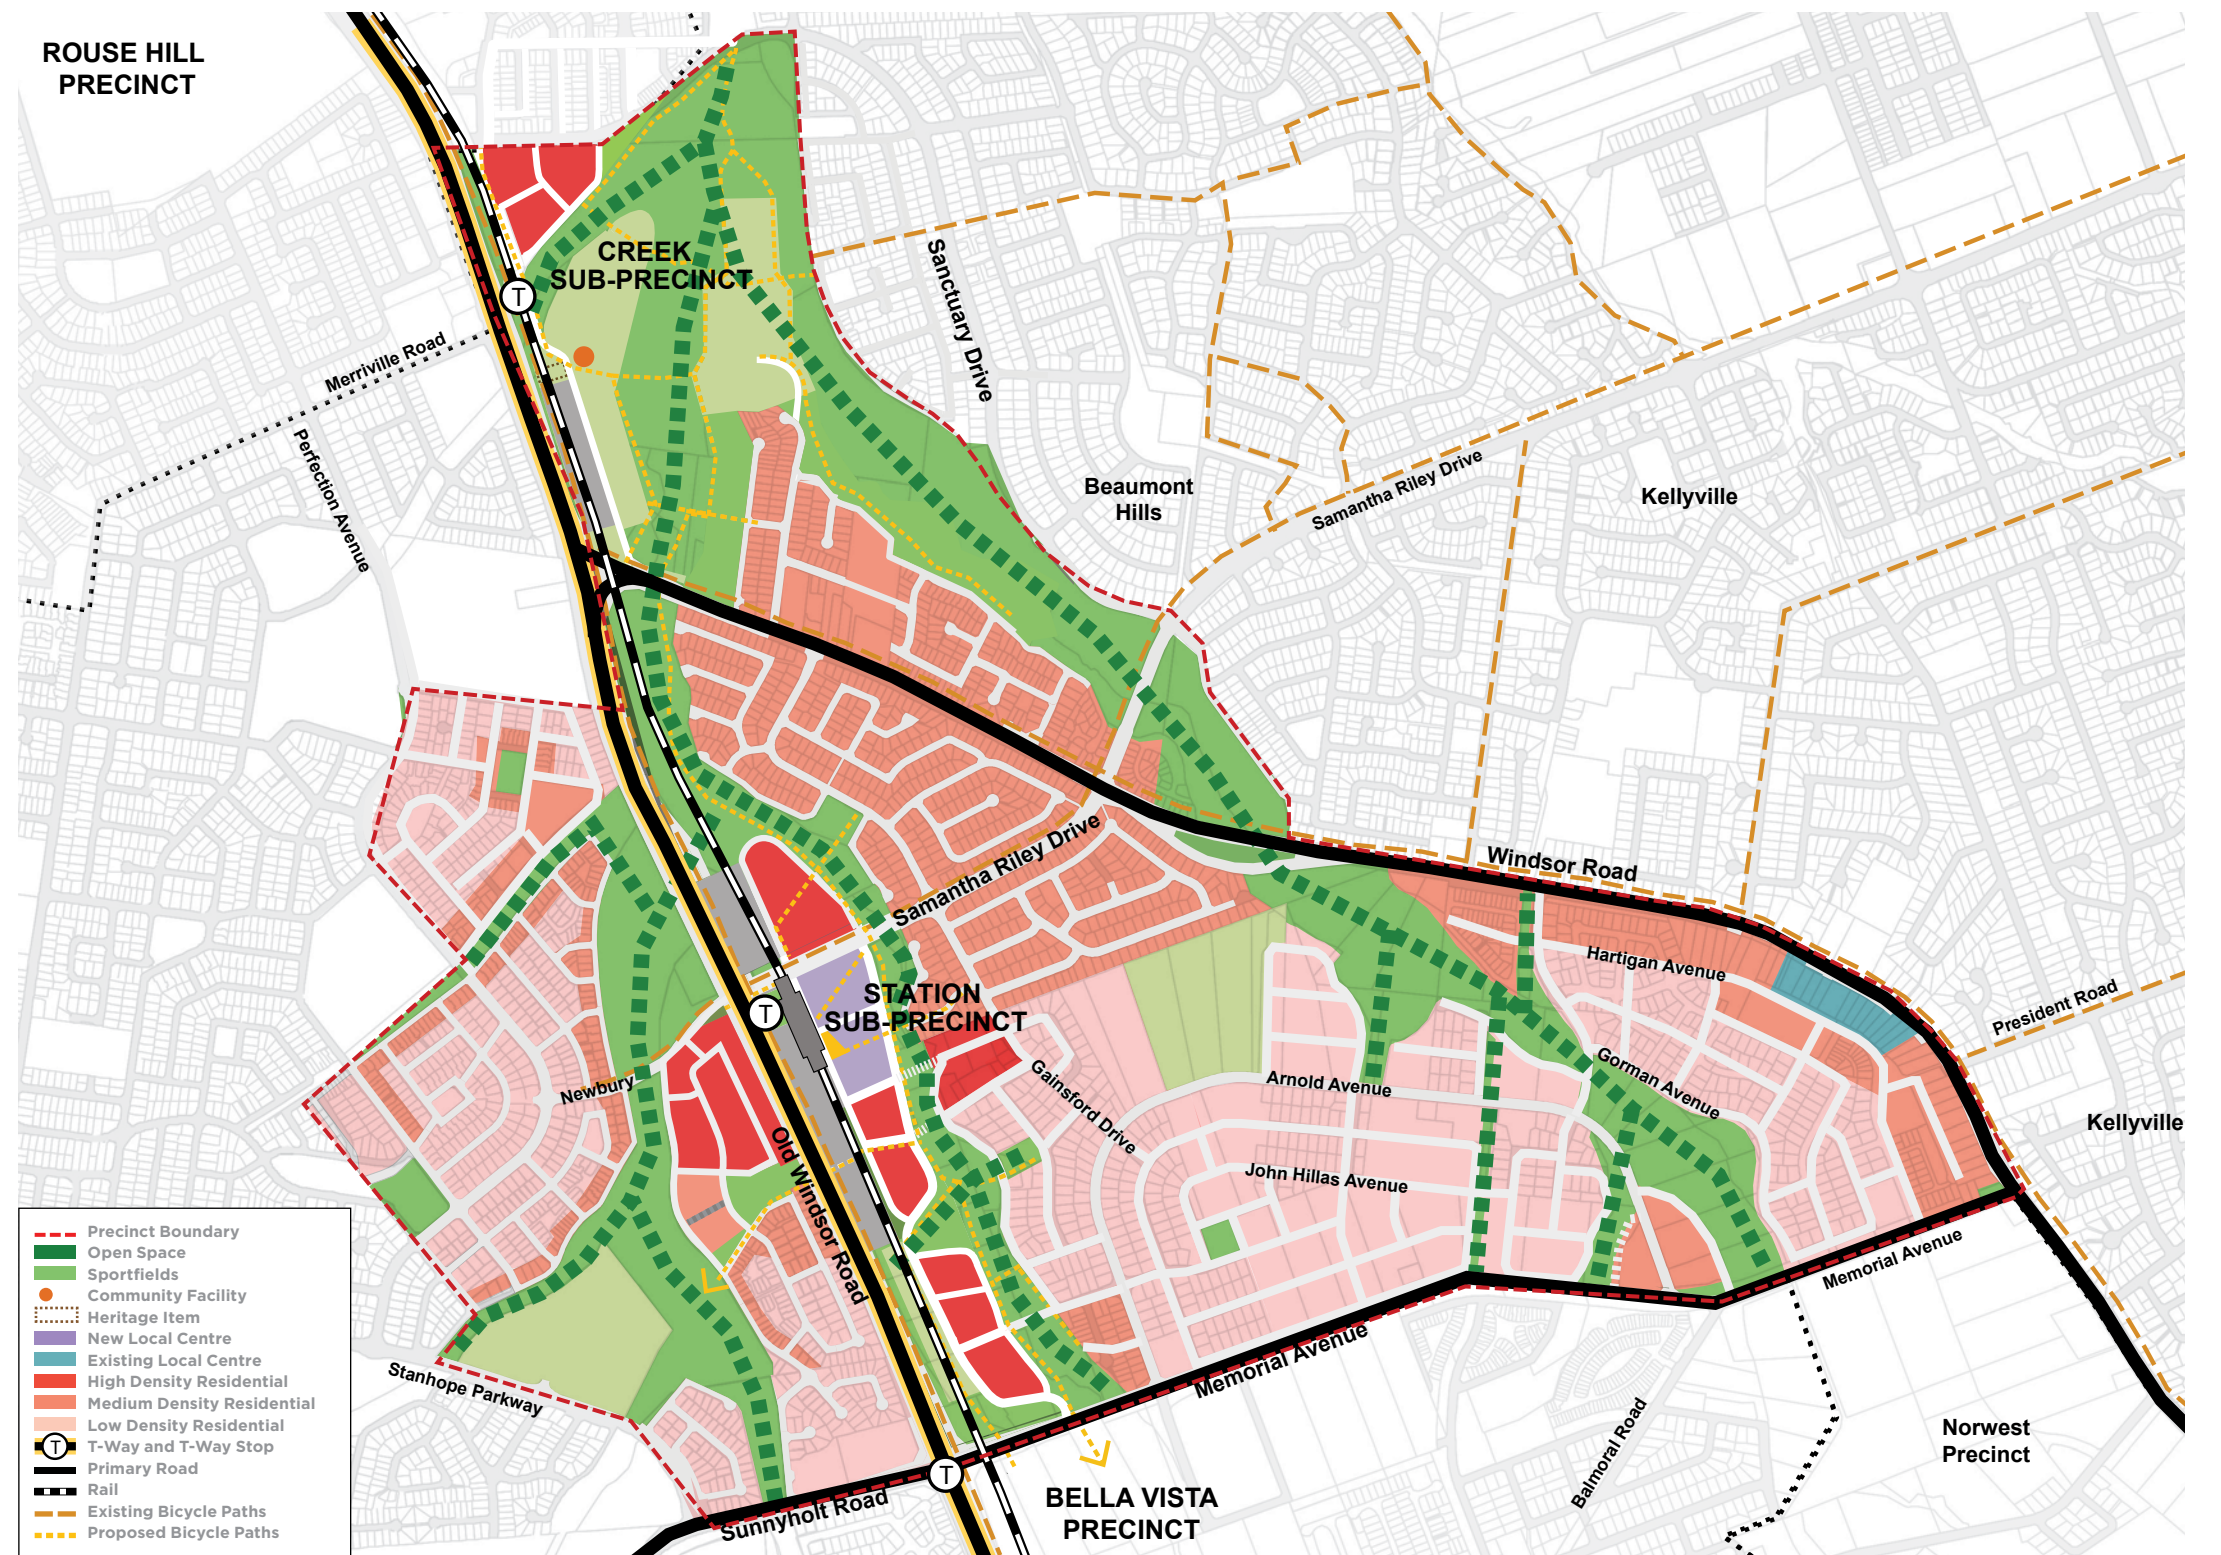 ROUSE HILL
PRECINCT
CREEK
SUB-PRECINCT
T
Sanctuary Drive
Merriville Road
Perfection Avenue
Beaumont
Hills
Samantha Riley Drive
Kellyville
Samantha Riley Drive
Windsor Road
Hartigan Avenue
STATION
SUB-PRECINCT
T
President Road
Gorman Avenue
Gainsford Drive
Arnold Avenue
Newbury
Kellyville
Old Windsor Road
John Hillas Avenue
Memorial Avenue
Memorial Avenue
Stanhope Parkway
Balmoral Road
Norwest
Precinct
T
Sunnyholt Road
BELLA VISTA
PRECINCT
Precinct Boundary
Open Space
Sportfields
Community Facility
Heritage Item
New Local Centre
Existing Local Centre
High Density Residential
Medium Density Residential
Low Density Residential
T T-Way and T-Way Stop
Primary Road
Rail
Existing Bicycle Paths
Proposed Bicycle Paths